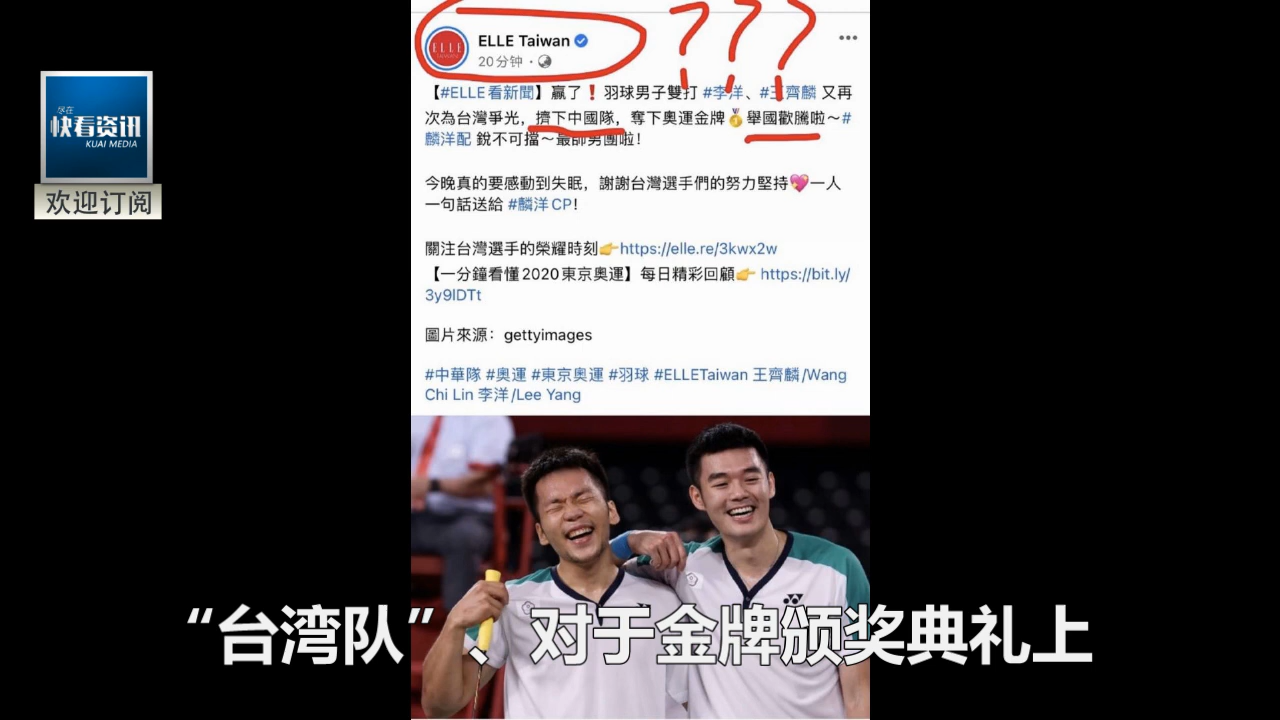 ELLE Taiwan
20分钟
【#ELLE看新聞】贏了❗羽球男子雙打 #李洋、#王齊麟 又再
次為台灣爭光，擠下中國隊，奪下奧運金牌🥇舉國歡騰啦～#
麟洋配 銳不可擋～最帥男團啦！
今晚真的要感動到失眠，謝謝台灣選手們的努力堅持💖一人
一句話送給 #麟洋CP！
關注台灣選手的榮耀時刻👉https://elle.re/3kwx2w
【一分鐘看懂2020東京奧運】每日精彩回顧👉 https://bit.ly/
3y9lDTt
圖片來源：gettyimages
#中華隊 #奧運 #東京奧運 #羽球 #ELLETaiwan 王齊麟/Wang
Chi Lin 李洋/Lee Yang
???
ELLE
尽在
快看资讯
KUAI MEDIA
欢迎订阅
YONEX
“台湾队”、对于金牌颁奖典礼上